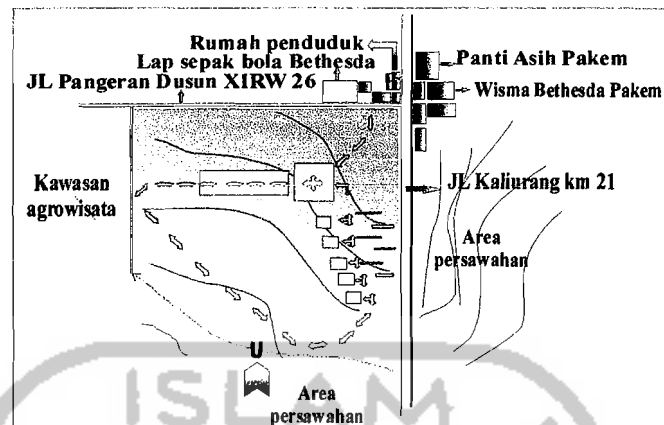 Rumah penduduk
Lap sepak bola Bethesda
JL Pangeran Dusun XIRW 26
Panti Asih Pakem
Wisma Bethesda Pakem
Kawasan
agrowisata
JL Kaliurang km 21
Area
persawahan
U
Area
persawahan
ISLAM